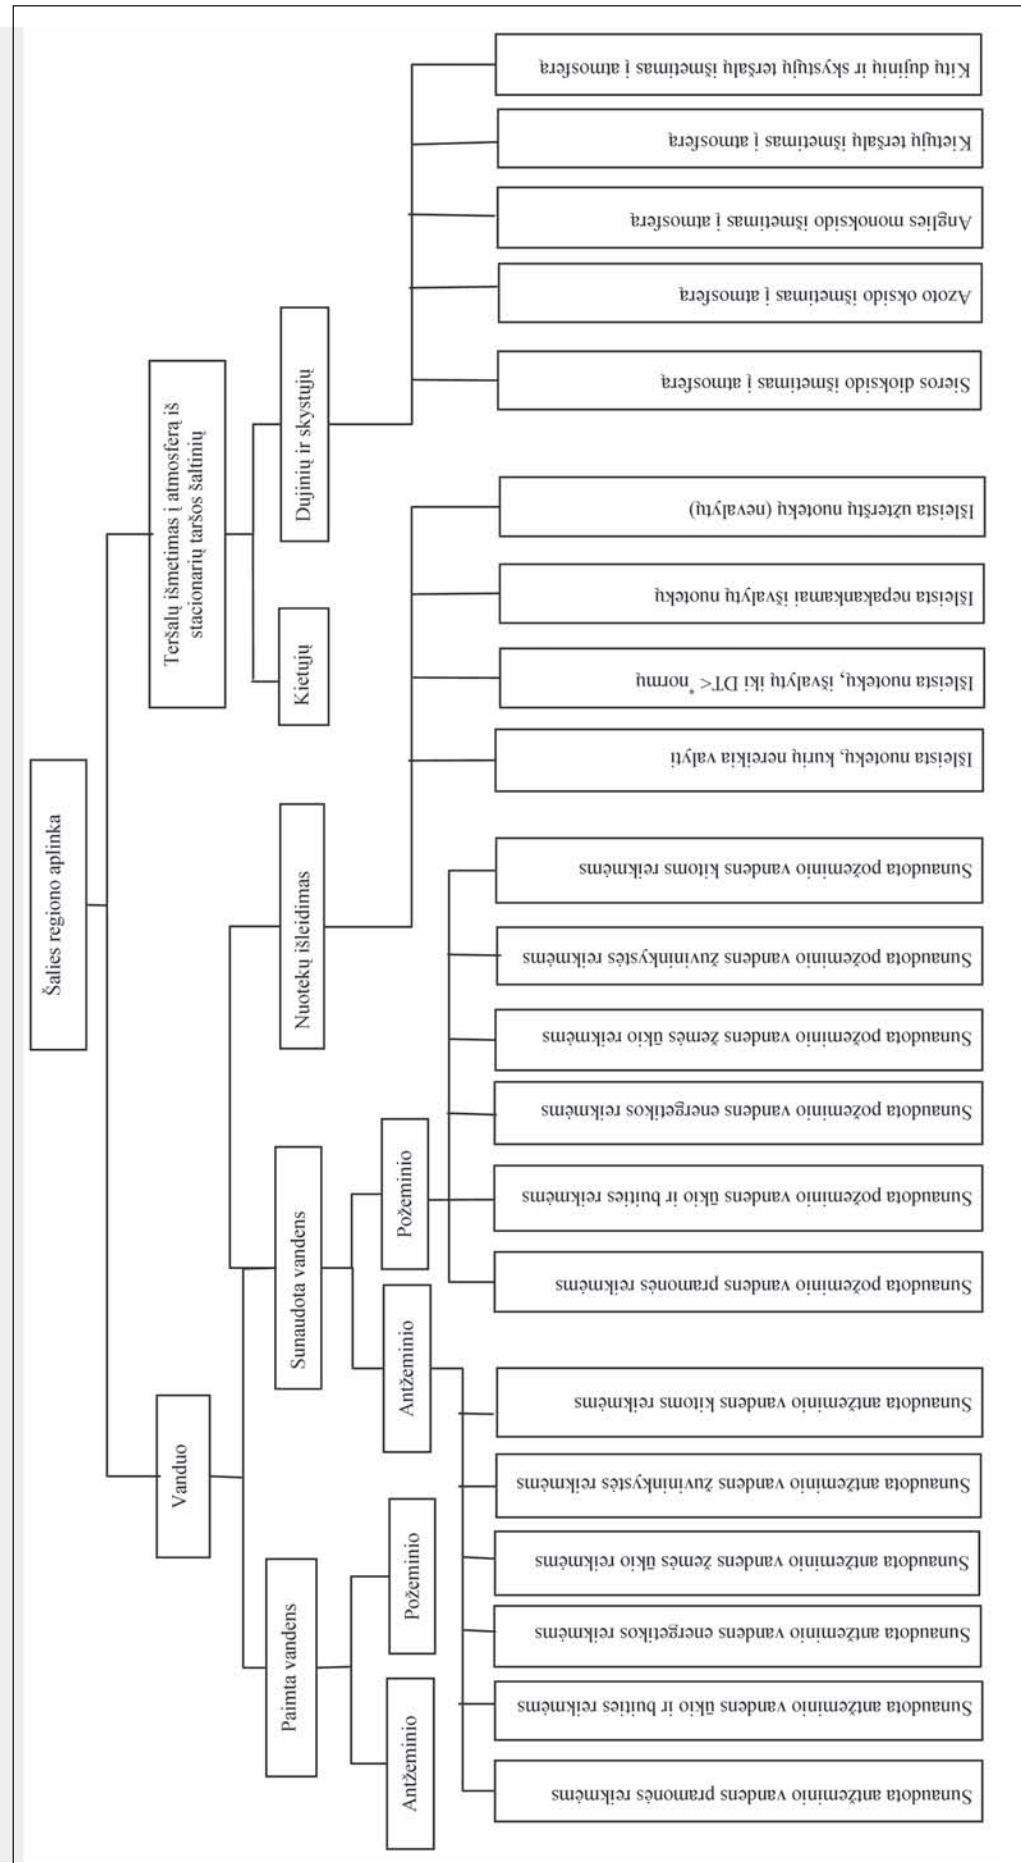 Šalies regiono aplinka
Vanduo
Teršalų išmetimas į atmosferą iš
stacionarių taršos šaltinių
Paimta vandens
Sunaudota vandens
Nuotekų išleidimas
Kietųjų
Dujinių ir skystųjų
Antžeminio
Požeminio
Antžeminio
Požeminio
Sunaudota antžeminio vandens pramonės reikmėms
Sunaudota antžeminio vandens ūkio ir buities reikmėms
Sunaudota antžeminio vandens energetikos reikmėms
Sunaudota antžeminio vandens žemės ūkio reikmėms
Sunaudota antžeminio vandens žuvininkystės reikmėms
Sunaudota antžeminio vandens kitoms reikmėms
Sunaudota požeminio vandens pramonės reikmėms
Sunaudota požeminio vandens ūkio ir buities reikmėms
Sunaudota požeminio vandens energetikos reikmėms
Sunaudota požeminio vandens žemės ūkio reikmėms
Sunaudota požeminio vandens žuvininkystės reikmėms
Sunaudota požeminio vandens kitoms reikmėms
Išleista nuotekų, kurių nereikia valyti
Išleista nuotekų, išvalytų iki DT< *normų
Išleista nepakankamai išvalytų nuotekų
Išleista užterštų nuotekų (nevalytų)
Sieros dioksido išmetimas į atmosferą
Azoto oksido išmetimas į atmosferą
Anglies monoksido išmetimas į atmosferą
Kietųjų teršalų išmetimas į atmosferą
Kitų dujinių ir skystųjų teršalų išmetimas į atmosferą